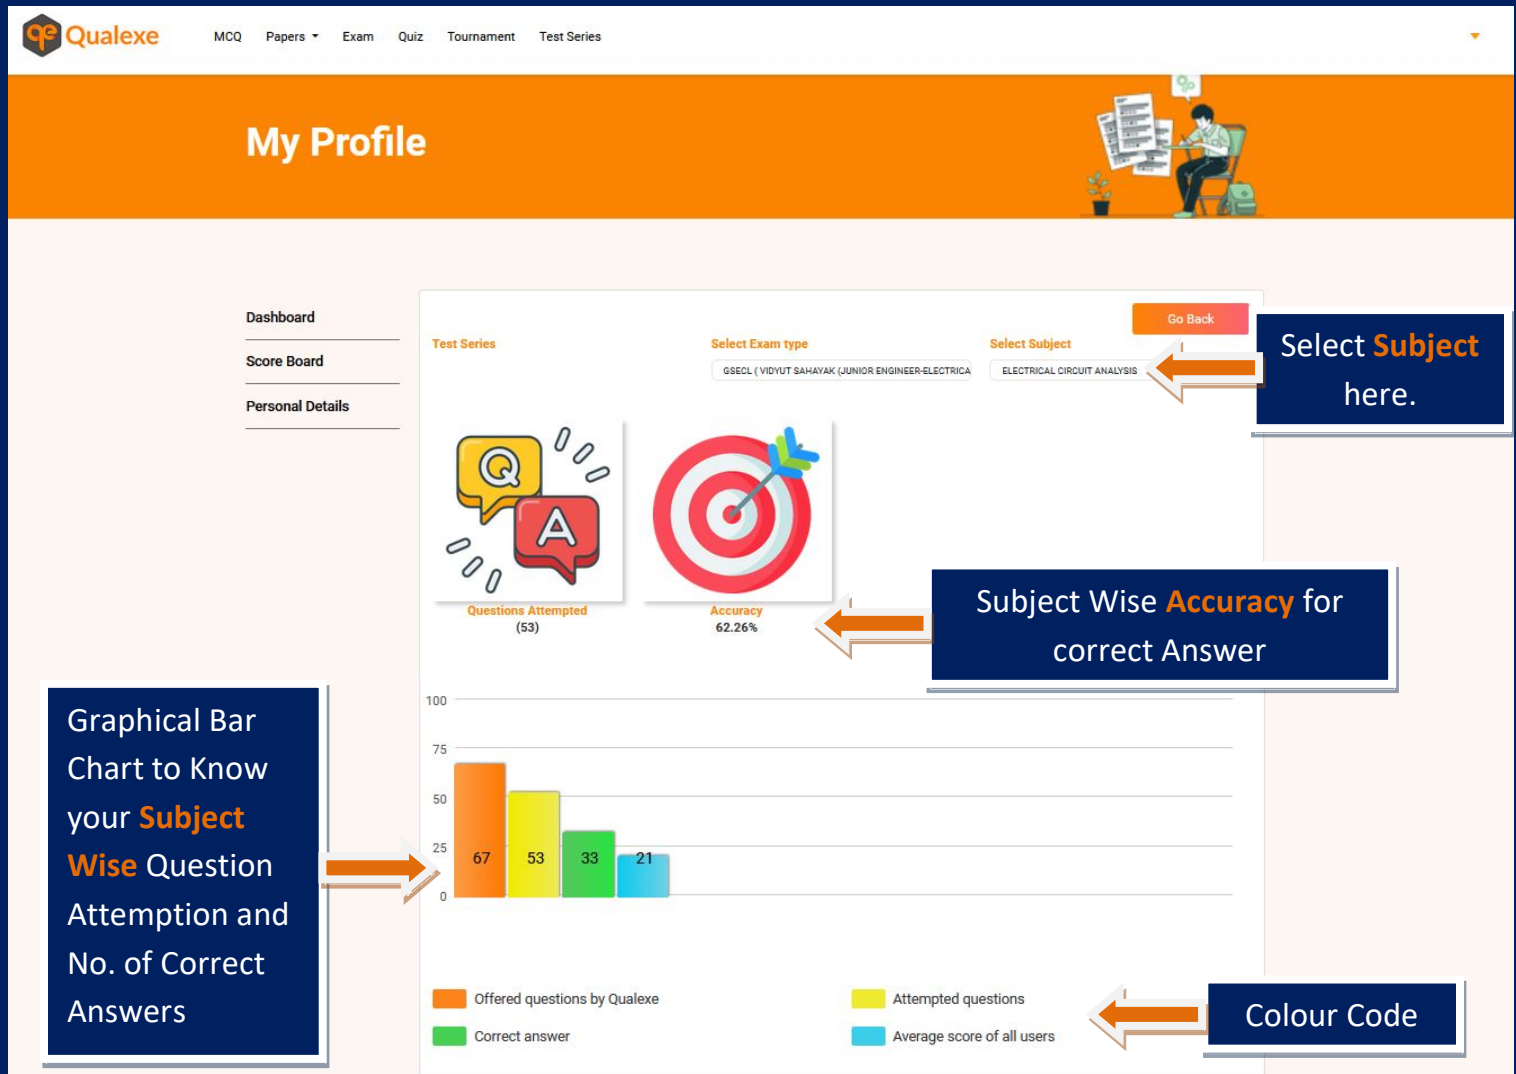 Qualexe
MCQ Papers Exam Quiz Tournament Test Series
My Profile
Dashboard
Score Board
Personal Details
Go Back
Test Series
Select Exam type
Select Subject
GSECL ( VIDYUT SAHAYAK (JUNIOR ENGINEER-ELECTRICA
ELECTRICAL CIRCUIT ANALYSIS
Select Subject
here.
Q
A
Questions Attempted
(53)
Accuracy
62.26%
Subject Wise Accuracy for
correct Answer
Graphical Bar
Chart to Know
your Subject
Wise Question
Attemption and
No. of Correct
Answers
100
75
50
25
0
67 53 33 21
Offered questions by Qualexe
Attempted questions
Correct answer
Average score of all users
Colour Code